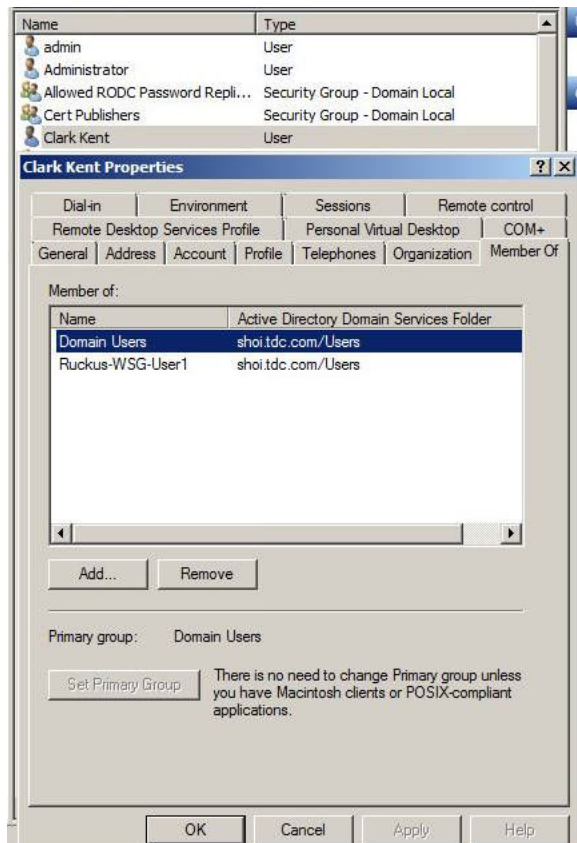 Name Type
admin User
Administrator User
Allowed RODC Password Repli... Security Group - Domain Local
Cert Publishers Security Group - Domain Local
Clark Kent User
Clark Kent Properties
Dial-in Environment Sessions Remote control
Remote Desktop Services Profile Personal Virtual Desktop COM+
General Address Account Profile Telephones Organization Member Of
Member of:
Name Active Directory Domain Services Folder
Domain Users shoi.tdc.com/Users
Ruckus-WSG-User1 shoi.tdc.com/Users
Add... Remove
Primary group: Domain Users
Set Primary Group There is no need to change Primary group unless
you have Macintosh clients or POSIX-compliant
applications.
OK Cancel Apply Help